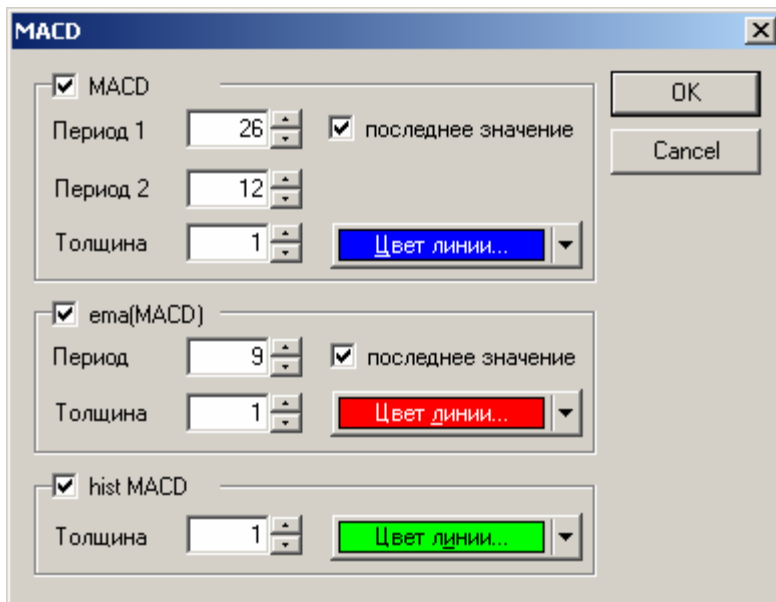 MACD
MACD
OK
Период 1 26 последнее значение
Cancel
Период 2 12
Толщина 1 Цвет линии...
ema(MACD)
Период 9 последнее значение
Толщина 1 Цвет линии...
hist MACD
Толщина 1 Цвет линии...